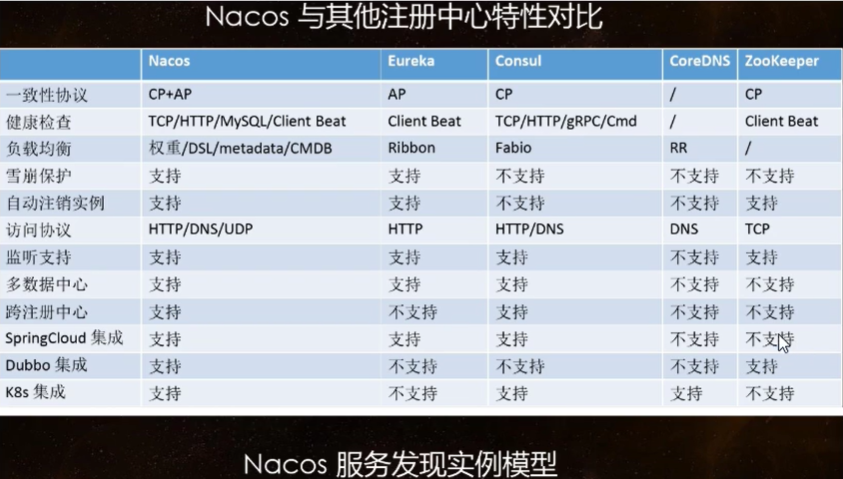 Nacos 与其他注册中心特性对比
Nacos Eureka Consul CoreDNS ZooKeeper
一致性协议 CP+AP AP CP / CP
健康检查 TCP/HTTP/MySQL/Client Beat Client Beat TCP/HTTP/gRPC/Cmd / Client Beat
负载均衡 权重/DSL/metadata/CMDB Ribbon Fabio RR /
雪崩保护 支持 支持 不支持 不支持 不支持
自动注销实例 支持 支持 不支持 不支持 支持
访问协议 HTTP/DNS/UDP HTTP HTTP/DNS DNS TCP
监听支持 支持 支持 支持 不支持 支持
多数据中心 支持 支持 支持 不支持 不支持
跨注册中心 支持 不支持 支持 不支持 不支持
SpringCloud 集成 支持 支持 支持 不支持 不支持
Dubbo 集成 支持 不支持 不支持 不支持 支持
K8s 集成 支持 不支持 支持 支持 不支持
Nacos 服务发现实例模型